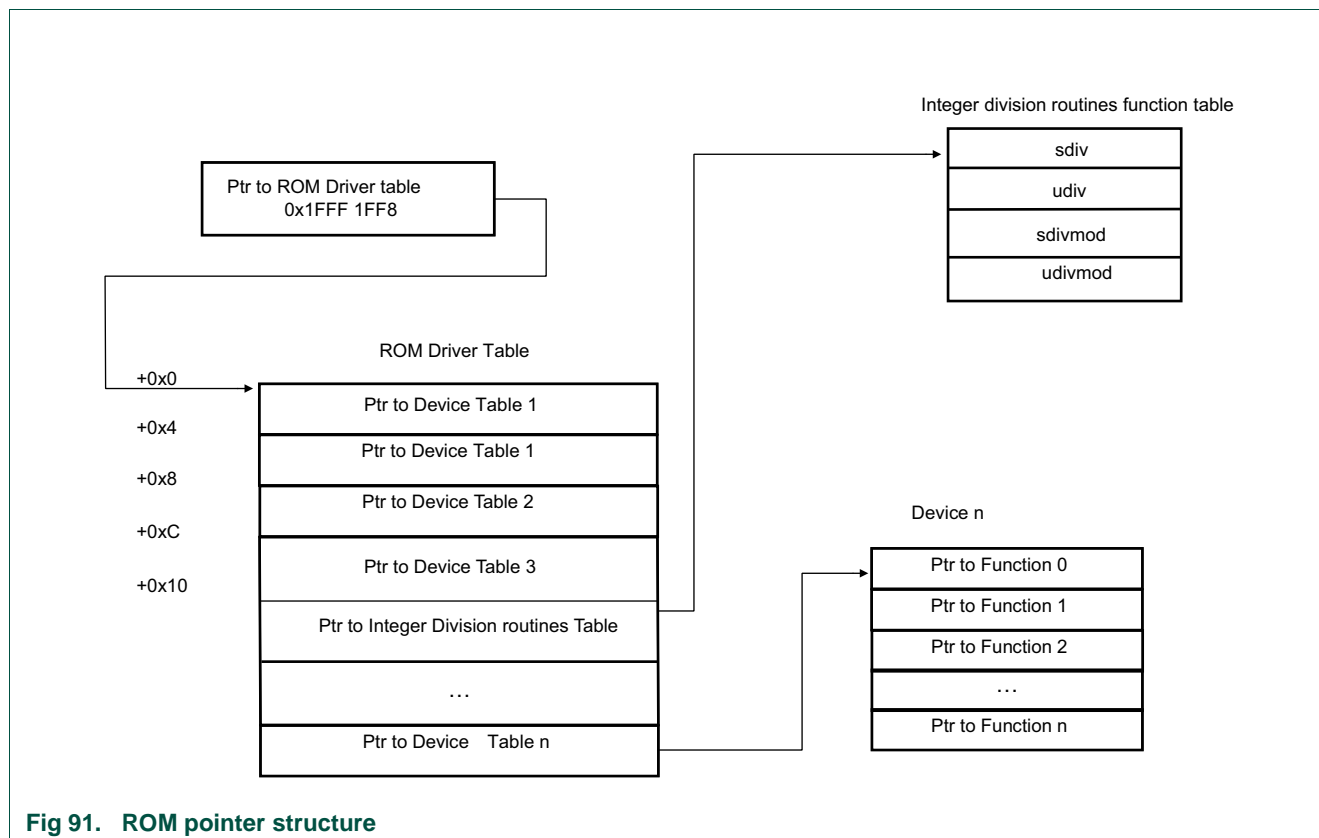 Integer division routines function table
sdiv
udiv
sdivmod
udivmod
Ptr to ROM Driver table
0x1FFF 1FF8
ROM Driver Table
+0x0
Ptr to Device Table 1
+0x4
Ptr to Device Table 1
+0x8
Ptr to Device Table 2
+0xC
Ptr to Device Table 3
+0x10
Ptr to Integer Division routines Table
…
Ptr to Device Table n
Device n
Ptr to Function 0
Ptr to Function 1
Ptr to Function 2
…
Ptr to Function n
Fig 91. ROM pointer structure